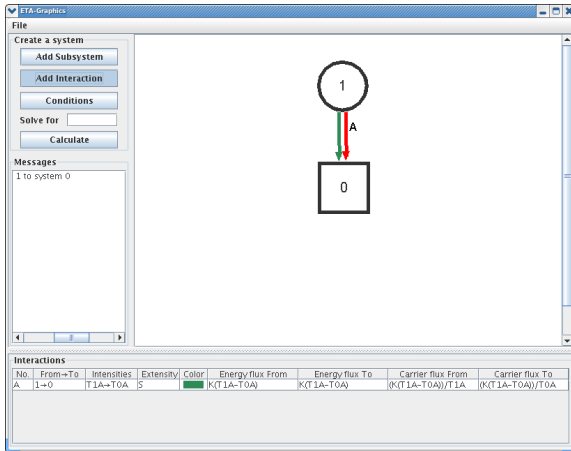 ETA-Graphics
File
Create a system
Add Subsystem
Add Interaction
Conditions
Solve for
Calculate
Messages
1 to system 0
1
A
0
Interactions
No. From→To Intensities Extensity Color Energy flux From Energy flux To Carrier flux From Carrier flux To
A 1→0 T1A→T0A S K(T1A-T0A) K(T1A-T0A) (K(T1A-T0A))/T1A (K(T1A-T0A))/T0A